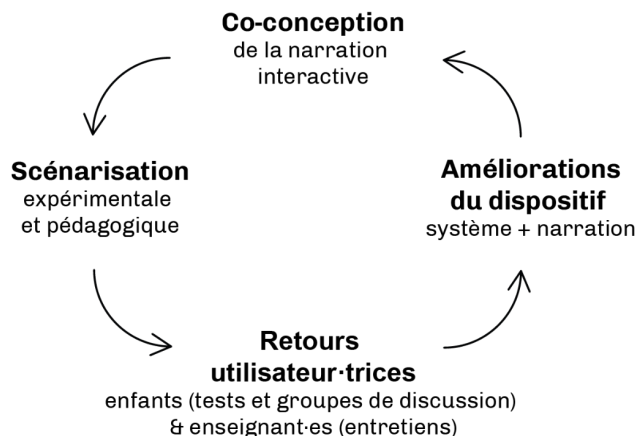 Co-conception
de la narration
interactive
Scénarisation
expérimentale
et pédagogique
Améliorations
du dispositif
système + narration
Retours
utilisateur·trices
enfants (tests et groupes de discussion)
& enseignant·es (entretiens)